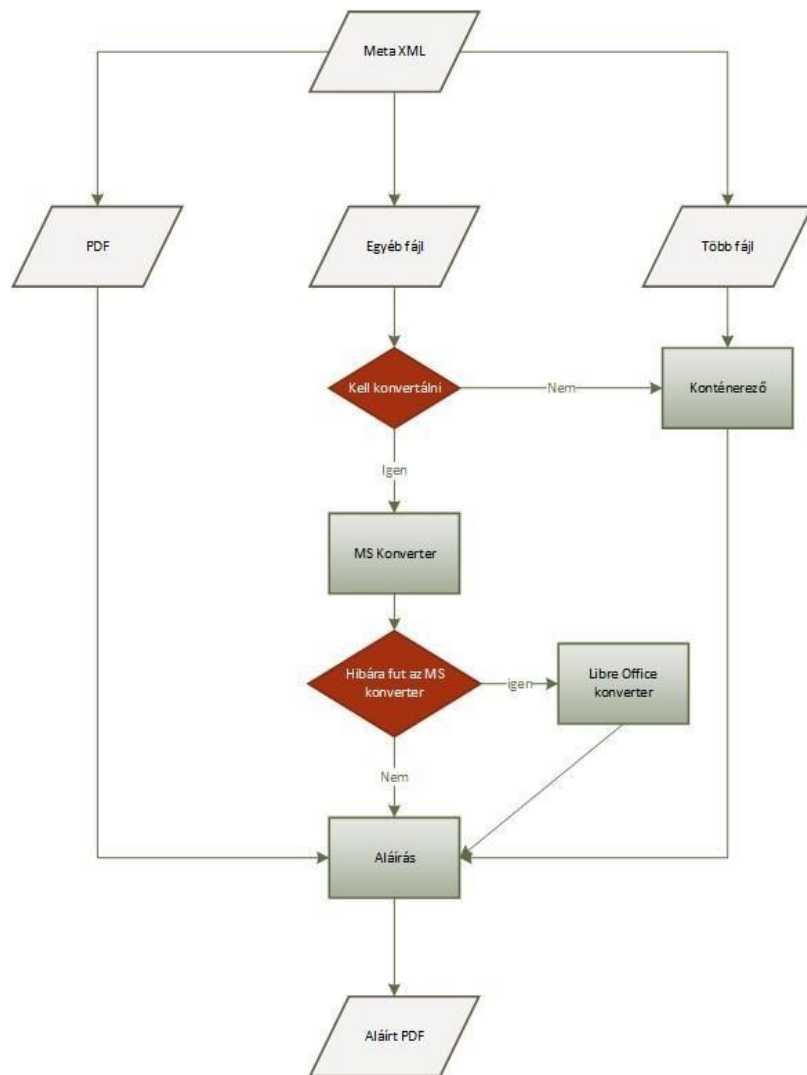 Meta XML
PDF
Egyéb fájl
Több fájl
Kell konvertálni
Nem
Konténerező
Igen
MS Konverter
Hibára fut az MS
konverter
igen
Libre Office
konverter
Nem
Aláírás
Aláírt PDF